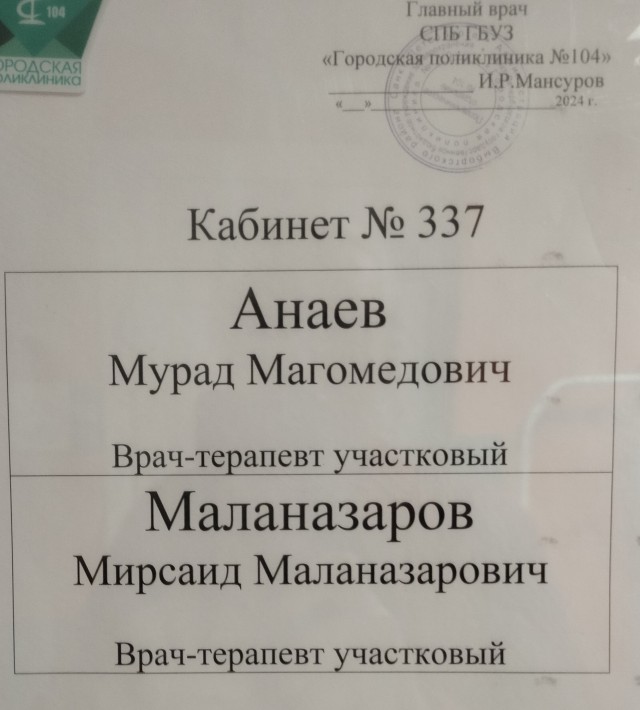 104
ГОРОДСКАЯ
ПОЛИКЛИНИКА
Главный врач
СПБ ГБУЗ
«Городская поликлиника №104»
И.Р.Мансуров
«__»____________ 2024 г.
Кабинет № 337
Анаев
Мурад Магомедович
Врач-терапевт участковый
Маланазаров
Мирсаид Маланазарович
Врач-терапевт участковый